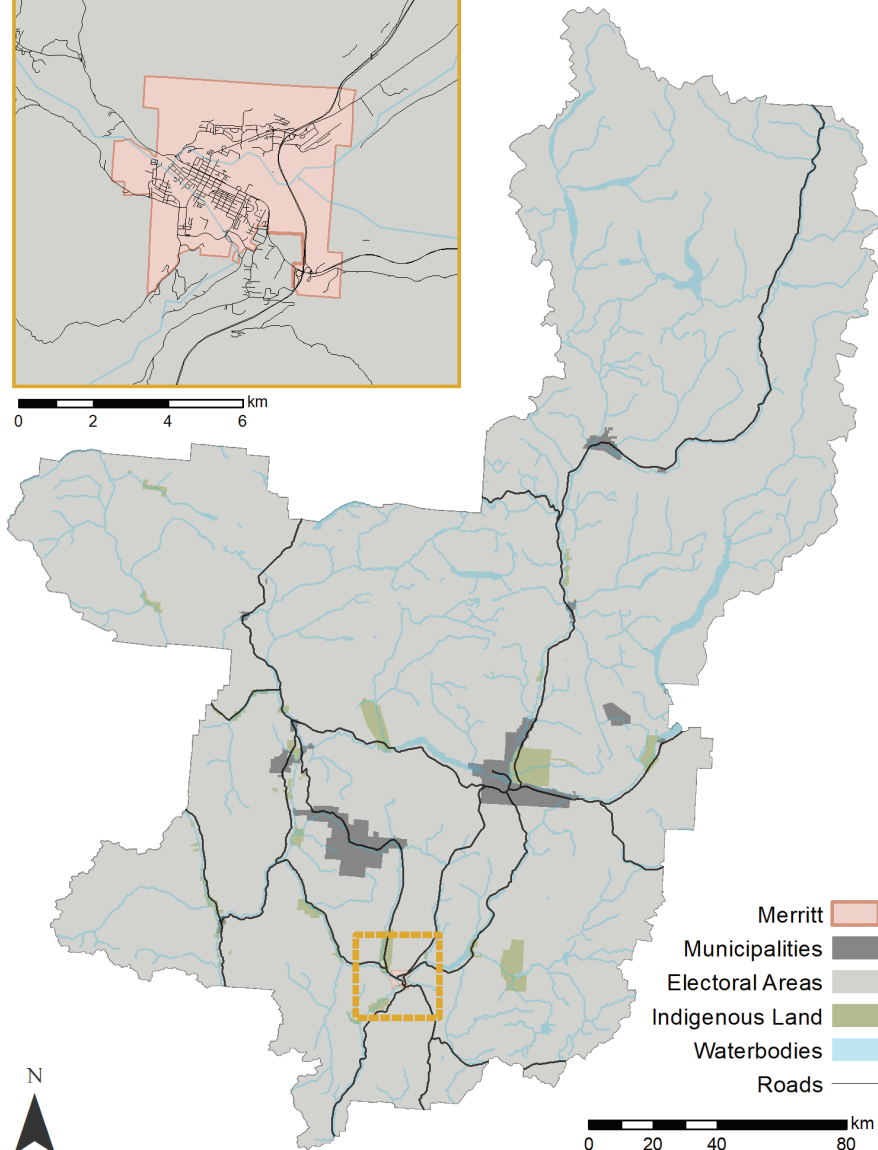 km
0 2 4 6
Merritt
Municipalities
Electoral Areas
Indigenous Land
Waterbodies
Roads
N
km
0 20 40 80